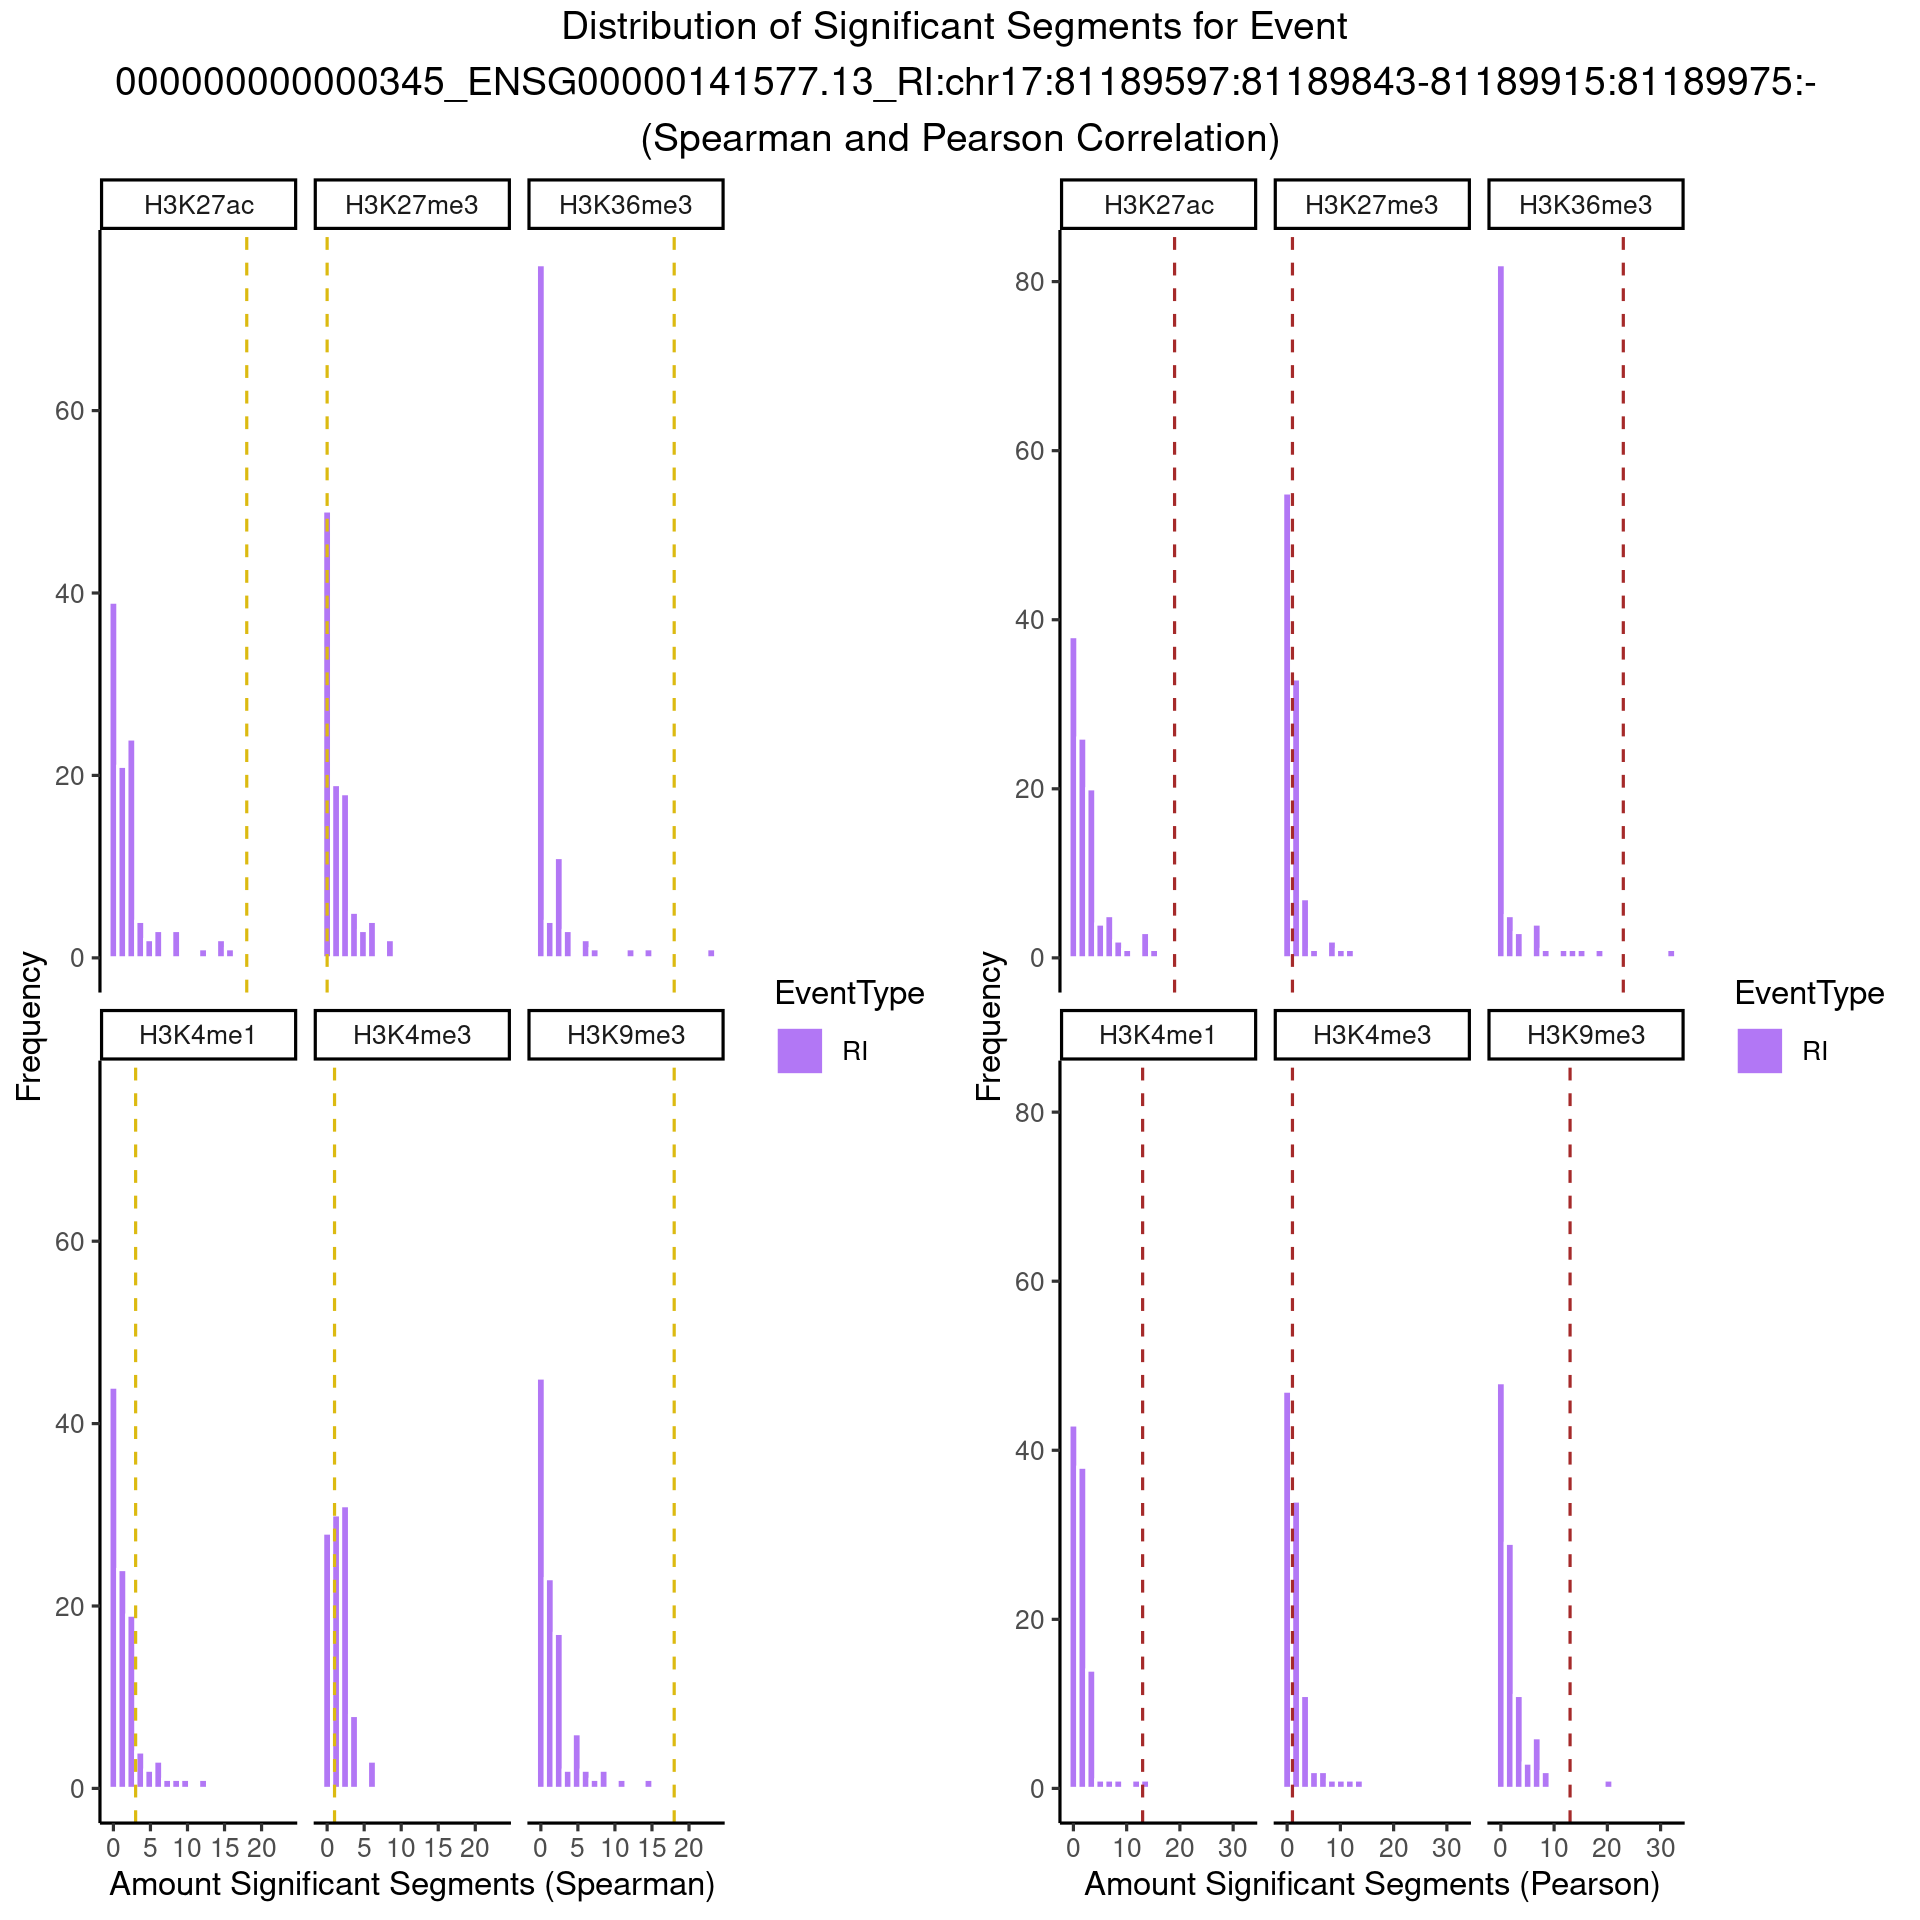 Distribution of Significant Segments for Event
000000000000345_ENSG00000141577.13_RI:chr17:81189597:81189843-81189915:81189975:-
(Spearman and Pearson Correlation)
H3K27ac H3K27me3 H3K36me3
60
40
20
0
H3K4me1 H3K4me3 H3K9me3
60
40
20
0
0 5 10 15 20 0 5 10 15 20 0 5 10 15 20
Amount Significant Segments (Spearman)
Frequency
EventType
RI
H3K27ac H3K27me3 H3K36me3
80
60
40
20
0
H3K4me1 H3K4me3 H3K9me3
80
60
40
20
0
0 10 20 30 0 10 20 30 0 10 20 30
Amount Significant Segments (Pearson)
Frequency
EventType
RI